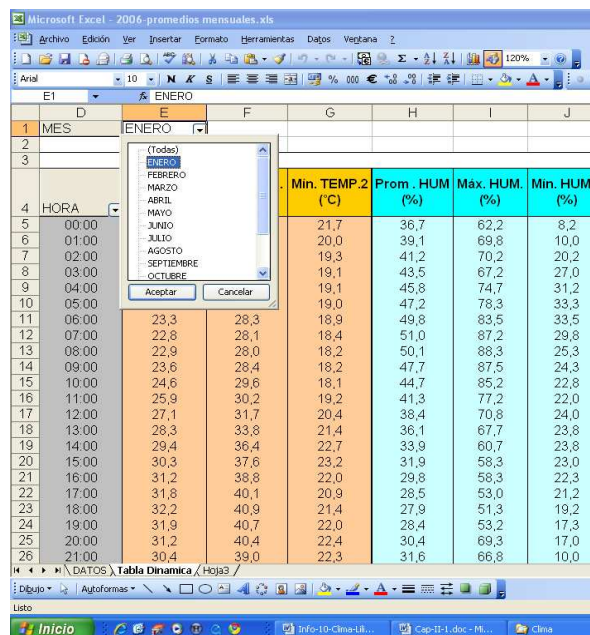 Microsoft Excel - 2006-promedios mensuales.xls
Archivo Edición Ver Insertar Formato Herramientas Datos Ventana ?
120%
Arial 10 N K S % 000 €
E1 fx ENERO
D E F G H I J
1 MES ENERO
2
3
(Todas)
ENERO
FEBRERO
MARZO
ABRIL
MAYO
JUNIO
JULIO
AGOSTO
SEPTIEMBRE
OCTUBRE
Aceptar Cancelar
Min. TEMP.2 (°C) Prom . HUM (%) Máx. HUM. (%) Min. HUM (%)
4 HORA
5 00:00 21,7 36,7 62,2 8,2
6 01:00 20,0 39,1 69,8 10,0
7 02:00 19,3 41,2 70,2 20,2
8 03:00 19,1 43,5 67,2 27,0
9 04:00 19,1 45,8 74,7 31,2
10 05:00 19,0 47,2 78,3 33,3
11 06:00 23,3 28,3 18,9 49,8 83,5 33,5
12 07:00 22,8 28,1 18,4 51,0 87,2 29,8
13 08:00 22,9 28,0 18,2 50,1 88,3 25,3
14 09:00 23,6 28,4 18,2 47,7 87,5 24,3
15 10:00 24,6 29,6 18,1 44,7 85,2 22,8
16 11:00 25,9 30,2 19,2 41,3 77,2 22,0
17 12:00 27,1 31,7 20,4 38,4 70,8 24,0
18 13:00 28,3 33,8 21,4 36,1 67,7 23,8
19 14:00 29,4 36,4 22,7 33,9 60,7 23,8
20 15:00 30,3 37,6 23,2 31,9 58,3 23,0
21 16:00 31,2 38,8 22,0 29,8 58,3 22,3
22 17:00 31,8 40,1 20,9 28,5 53,0 21,2
23 18:00 32,2 40,9 21,4 27,9 51,3 19,2
24 19:00 31,9 40,7 22,0 28,4 53,2 17,3
25 20:00 31,2 40,4 22,4 30,4 69,3 17,0
26 21:00 30,4 39,0 22,3 31,6 66,8 10,0
DATOS Tabla Dinamica Hoja3
Dibujo Autoformas
Listo
Inicio Info-10-Clima-Lili... Cap-II-1.doc - Mi... Clima